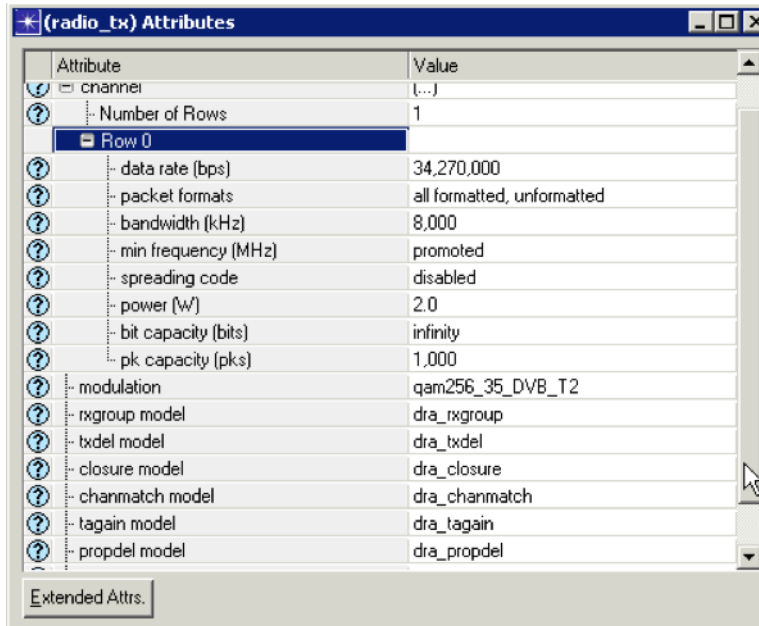 (radio_tx) Attributes
Attribute Value
channel (...)
Number of Rows 1
Row 0
data rate (bps) 34,270,000
packet formats all formatted, unformatted
bandwidth (kHz) 8,000
min frequency (MHz) promoted
spreading code disabled
power (W) 2.0
bit capacity (bits) infinity
pk capacity (pks) 1,000
modulation qam256_35_DVB_T2
rxgroup model dra_rxgroup
txdel model dra_txdel
closure model dra_closure
chanmatch model dra_chanmatch
tagain model dra_tagain
propdel model dra_propdel
Extended Attrs.